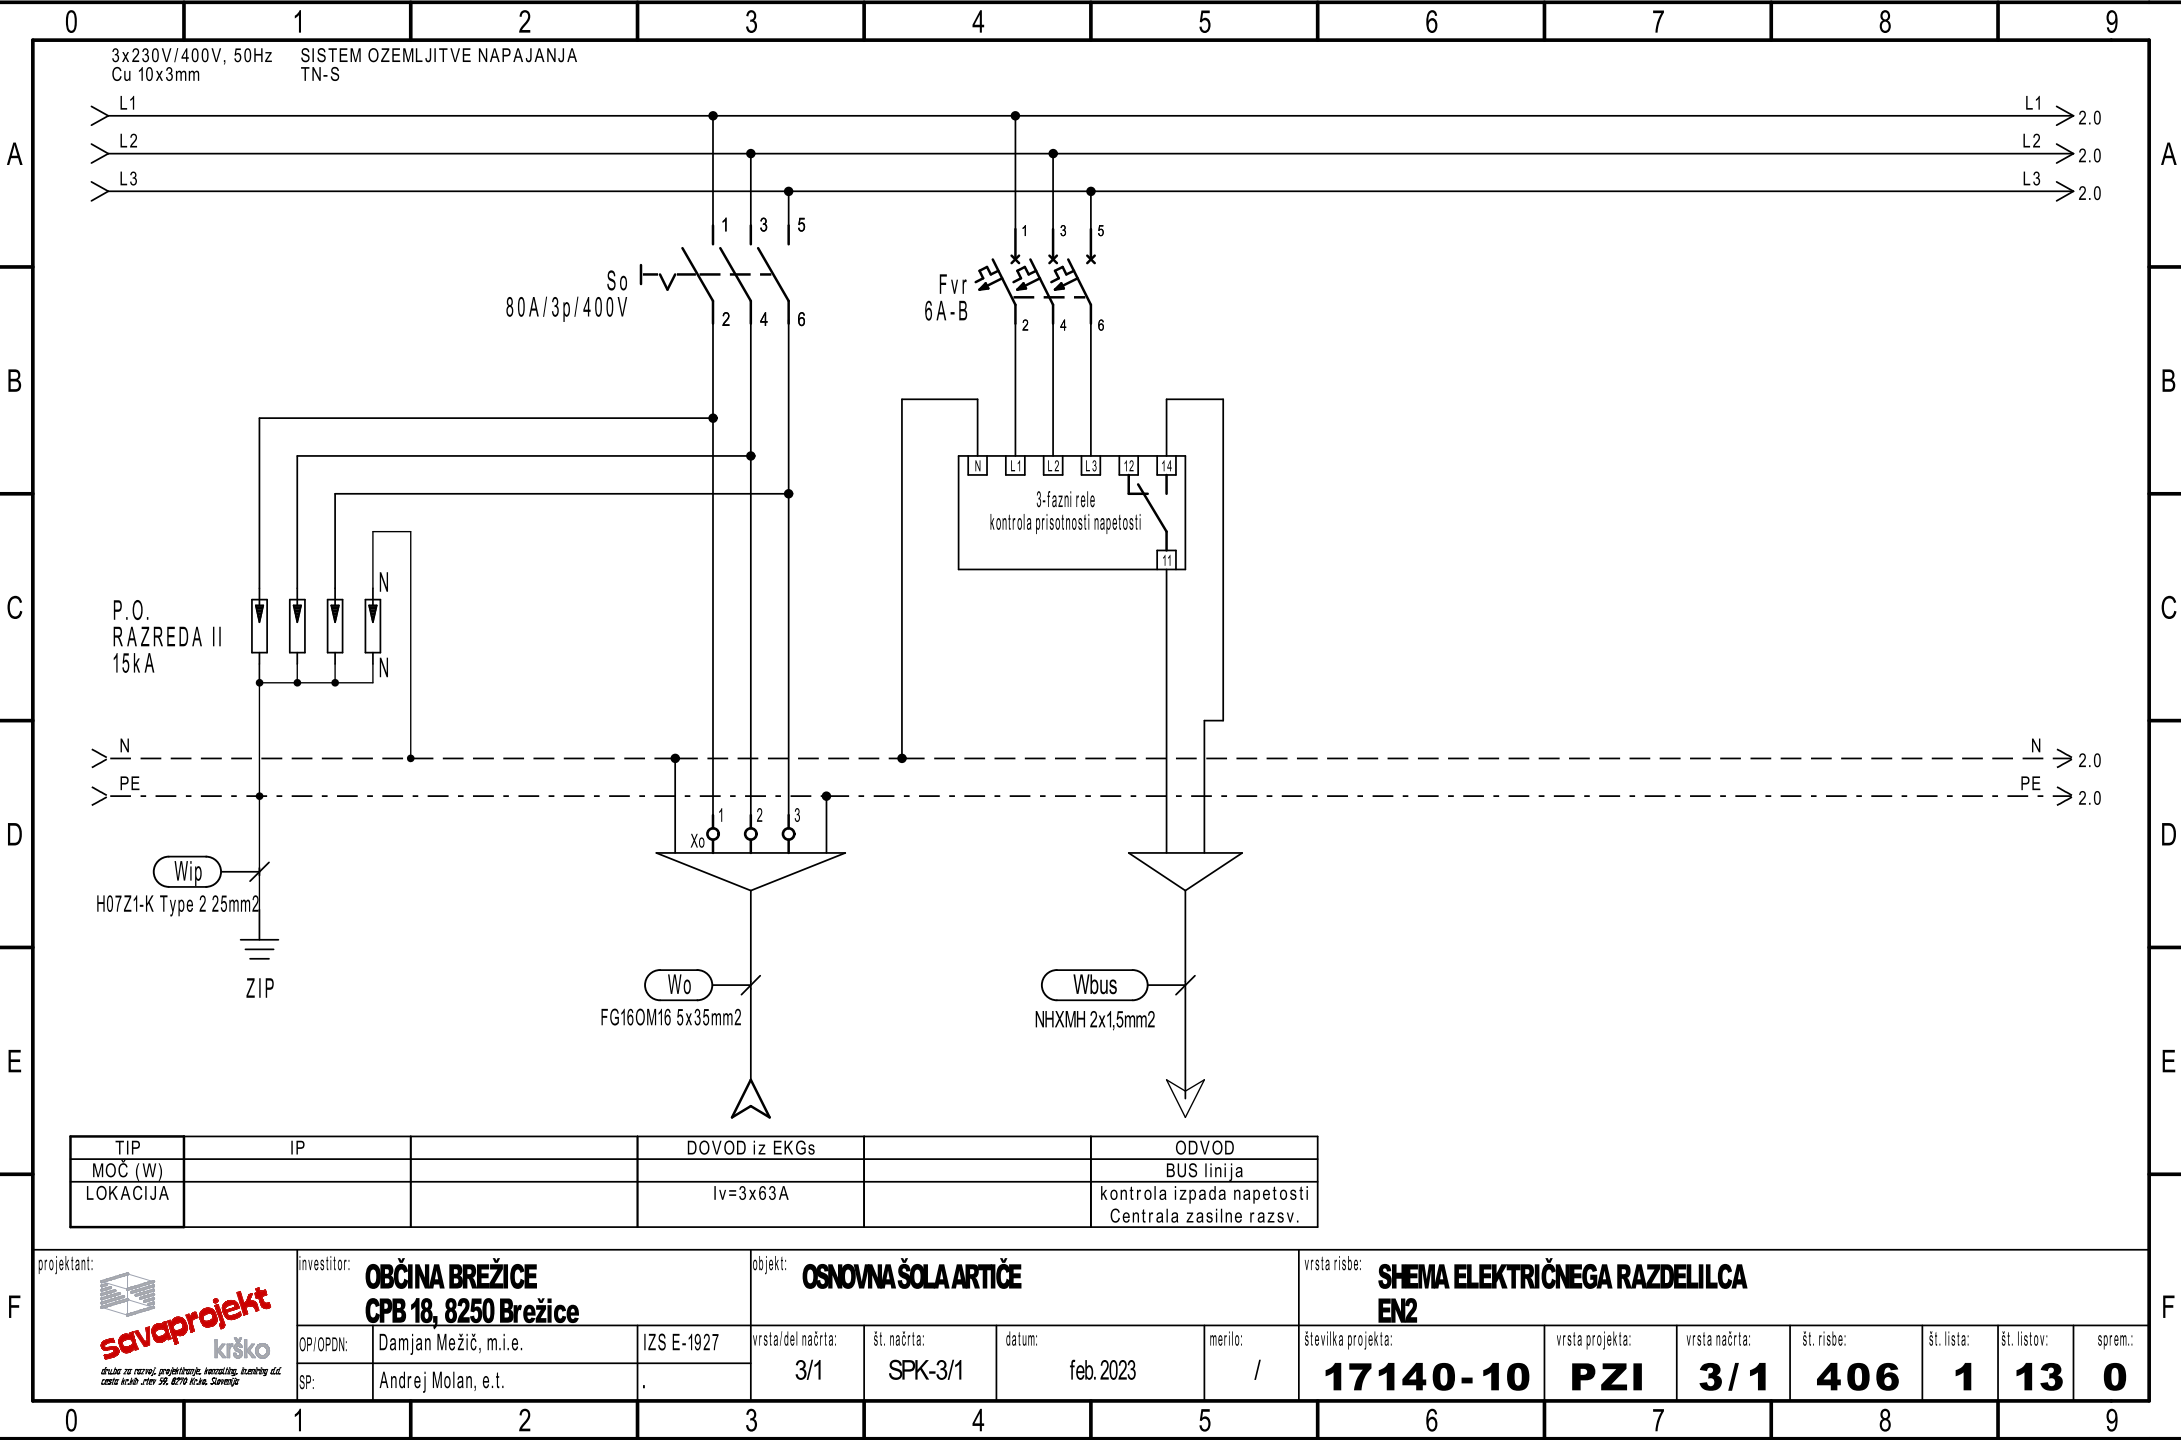 0 1 2 3 4 5 6 7 8 9
3x230V/400V, 50Hz SISTEM OZEMLJITVE NAPAJANJA
Cu 10x3mm TN-S
L1 L1 2.0
L2 L2 2.0
A A
L3 L3 2.0
1 3 5 1 3 5
So Fvr
80A/3p/400V 6A-B
2 4 6 2 4 6
B B
N L1 L2 L3 12 14
3-fazni rele
kontrola prisotnosti napetosti
11
N
C C
P.O.
RAZREDA II
15kA
N
N N 2.0
PE PE 2.0
1 2 3
Xo
D D
Wip
H07Z1-K Type 2 25mm2
ZIP
Wo Wbus
FG16OM16 5x35mm2 NHXMH 2x1,5mm2
E E
TIP IP DOVOD iz EKGs ODVOD
MOČ (W) BUS linija
LOKACIJA Iv=3x63A kontrola izpada napetosti
Centrala zasilne razsv.
projektant: investitor: OBČINA BREŽICE objekt: OSNOVNA ŠOLA ARTIČE vrsta risbe: SHEMA ELEKTRIČNEGA RAZDELILCA
CPB 18, 8250 Brežice EN2
F F
savaprojekt
krško
OP/OPDN: Damjan Mežič, m.i.e. IZS E-1927 vrsta/del načrta: št. načrta: datum: merilo: številka projekta: vrsta projekta: vrsta načrta: št. risbe: št. lista: št. listov: sprem.:
3/1 SPK-3/1 feb. 2023 / 17140-10 PZI 3/1 406 1 13 0
SP: Andrej Molan, e.t. .
0 1 2 3 4 5 6 7 8 9